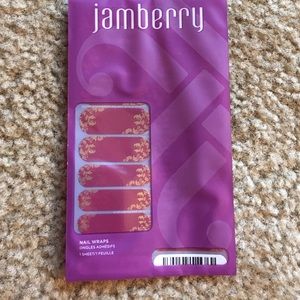 jamberry
NAIL WRAPS
ONGLES ADHÉSIFS
1 SHEET/1 FEUILLE